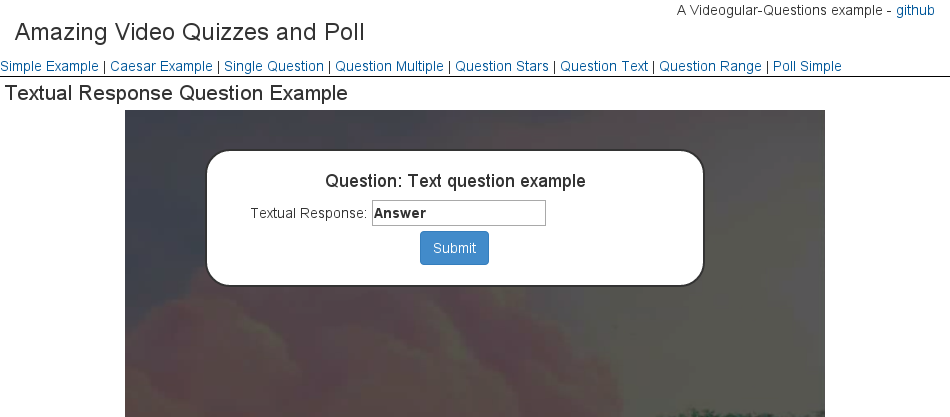 A Videogular-Questions example - github
Amazing Video Quizzes and Poll
Simple Example | Caesar Example | Single Question | Question Multiple | Question Stars | Question Text | Question Range | Poll Simple
Textual Response Question Example
Question: Text question example
Textual Response: Answer
Submit